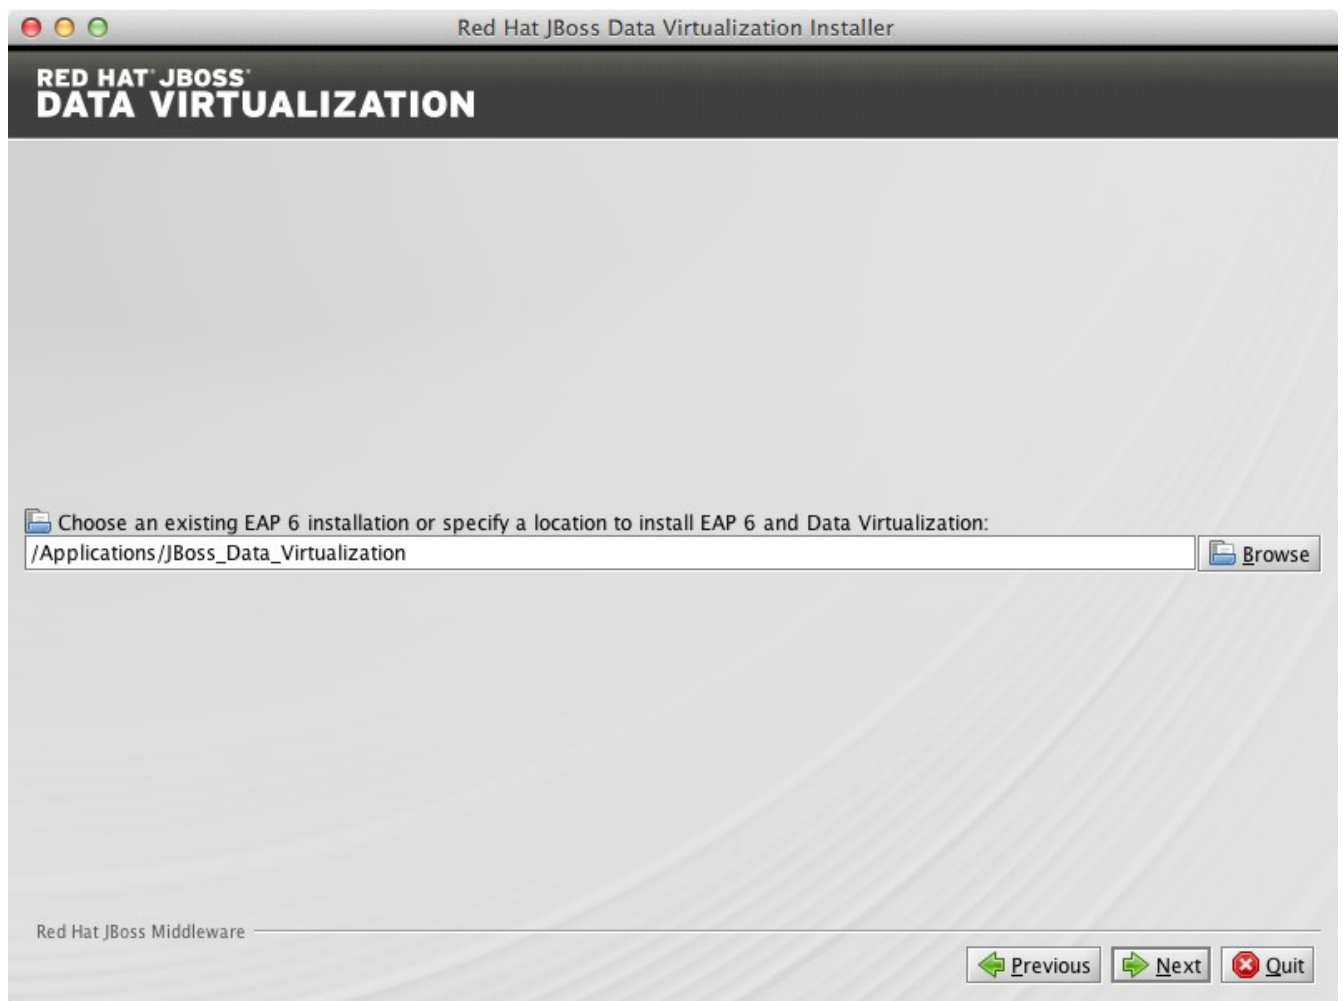 Red Hat JBoss Data Virtualization Installer
RED HAT® JBOSS®
DATA VIRTUALIZATION
Choose an existing EAP 6 installation or specify a location to install EAP 6 and Data Virtualization:
/Applications/JBoss_Data_Virtualization
Browse
Red Hat JBoss Middleware
Previous
Next
Quit